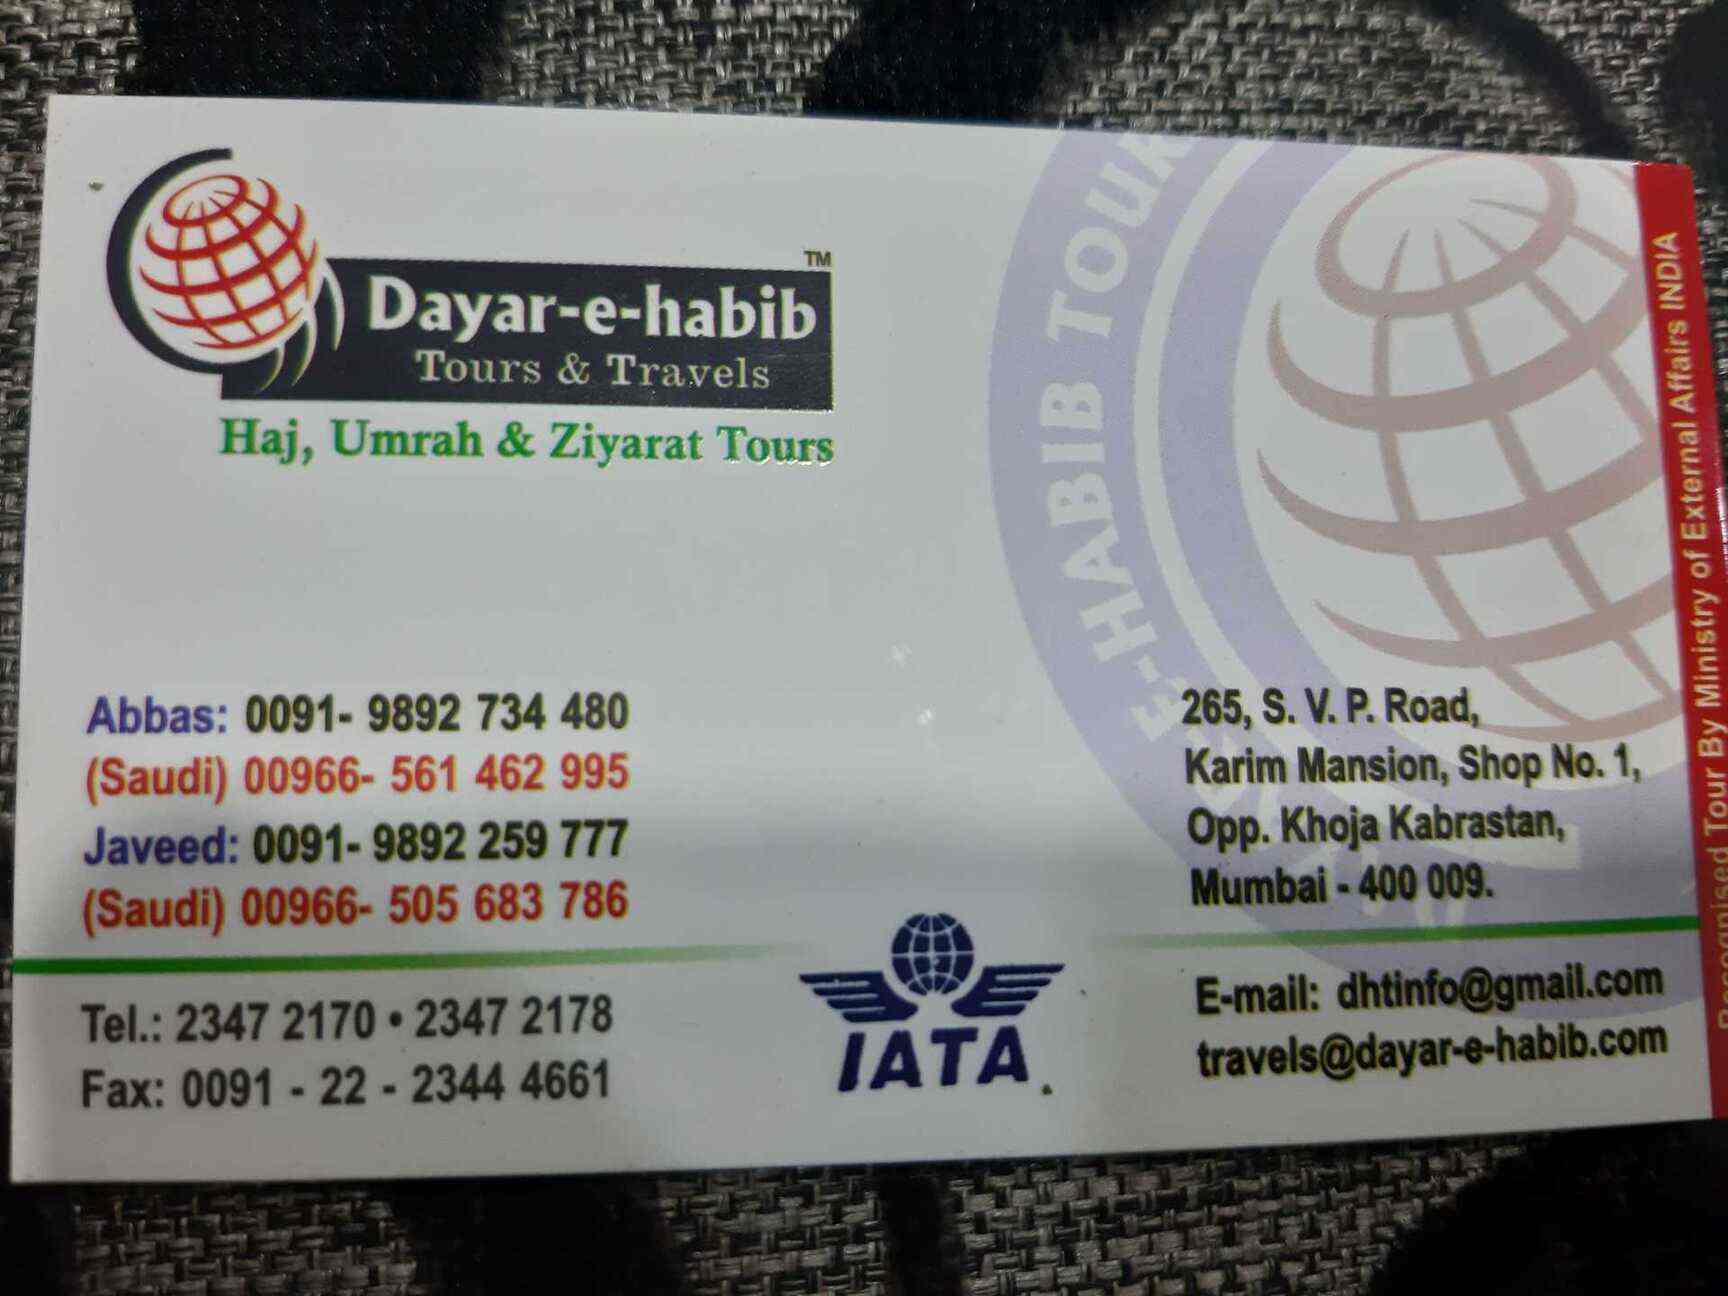 Dayar-e-habib TM
Tours & Travels
Haj, Umrah & Ziyarat Tours
E-HABIB TOUR
Abbas: 0091- 9892 734 480
(Saudi) 00966- 561 462 995
Javeed: 0091- 9892 259 777
(Saudi) 00966- 505 683 786
Tel.: 2347 2170 • 2347 2178
Fax: 0091 - 22 - 2344 4661
IATA
265, S. V. P. Road,
Karim Mansion, Shop No. 1,
Opp. Khoja Kabrastan,
Mumbai - 400 009.
E-mail: dhtinfo@gmail.com
travels@dayar-e-habib.com
Recognised Tour By Ministry of External Affairs INDIA